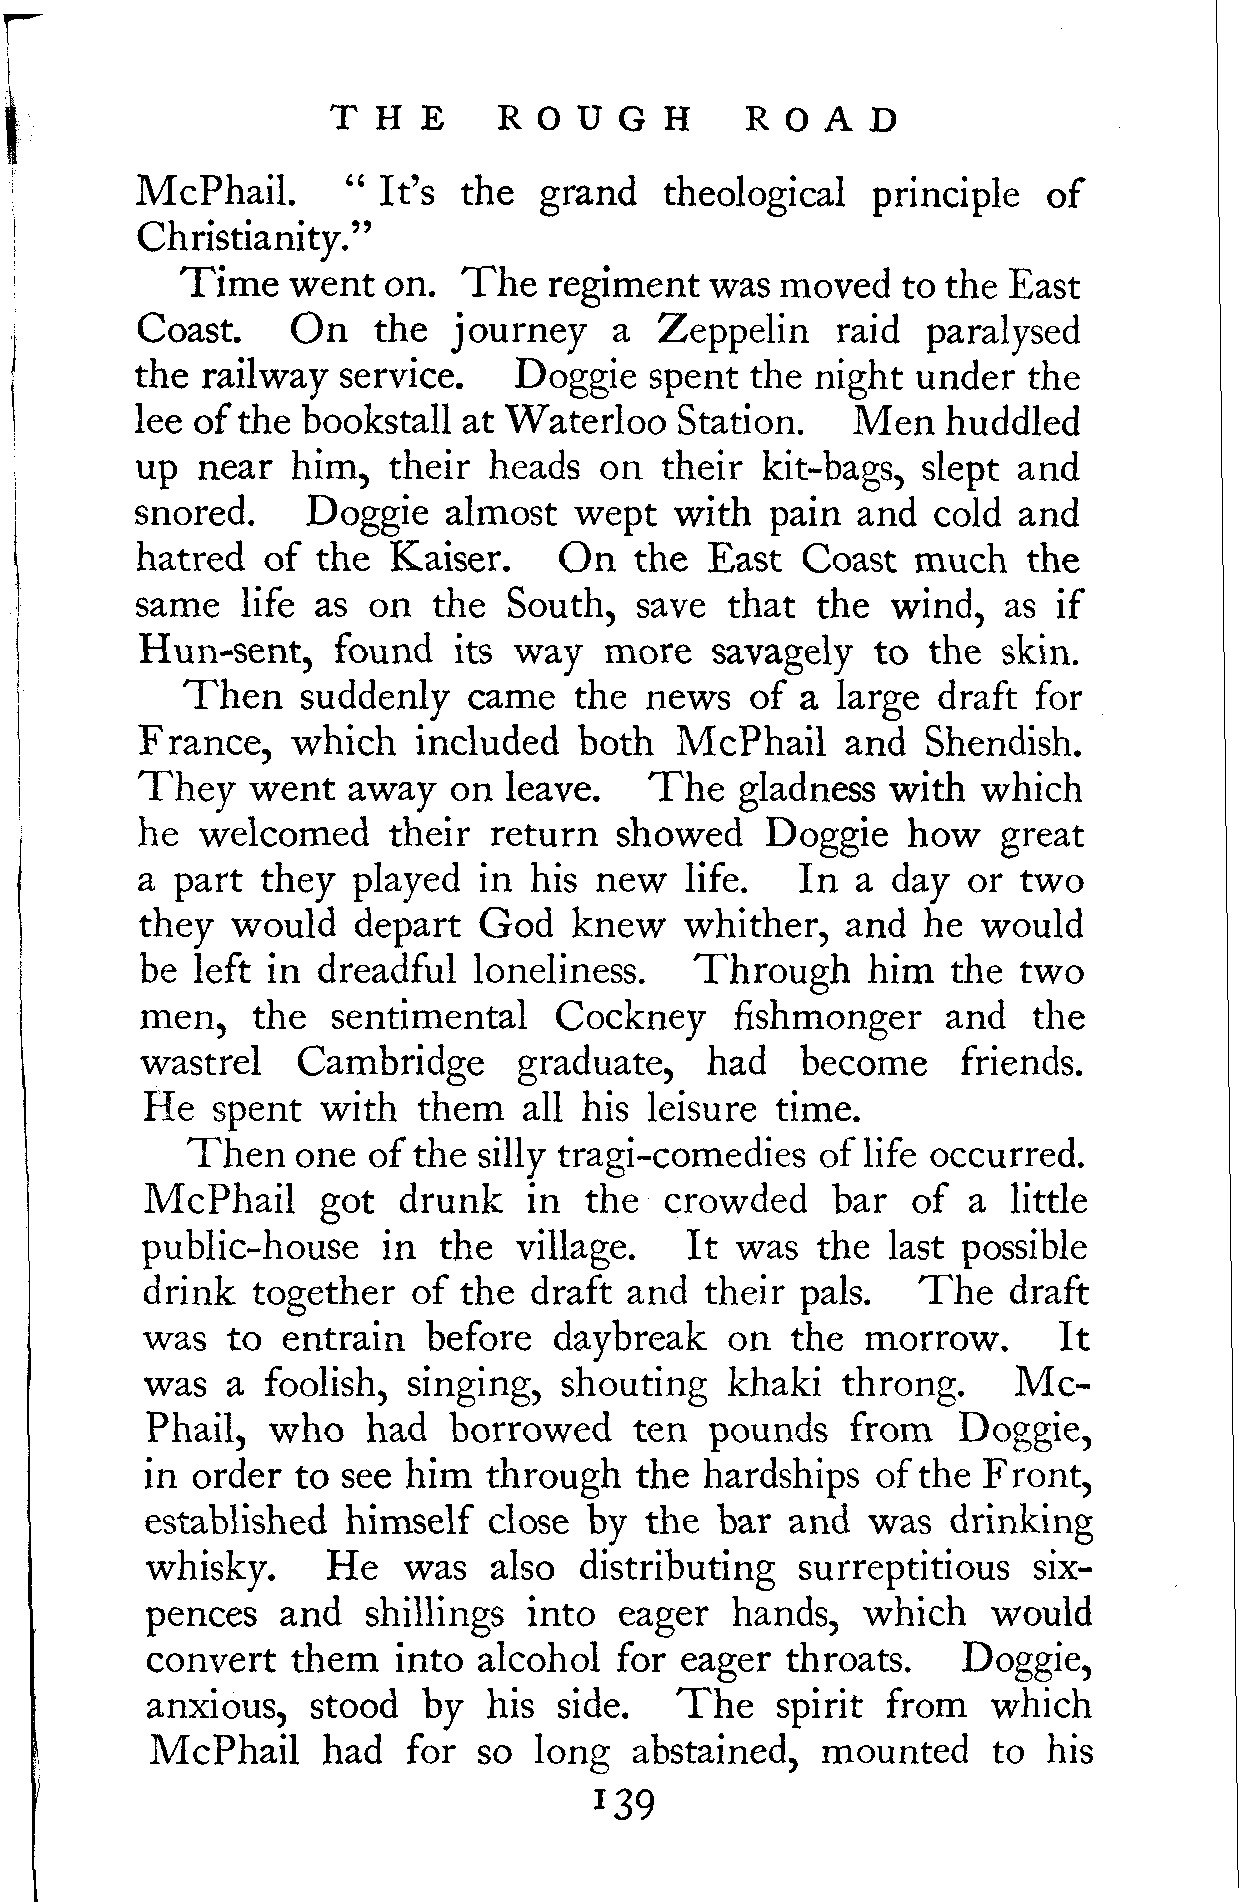 THE ROUGH ROAD
McPhail. “ It’s the grand theological principle of
Christianity.”
Time went on. The regiment was moved to the East
Coast. On the journey a Zeppelin raid paralysed
the railway service. Doggie spent the night under the
lee of the bookstall at Waterloo Station. Men huddled
up near him, their heads on their kit-bags, slept and
snored. Doggie almost wept with pain and cold and
hatred of the Kaiser. On the East Coast much the
same life as on the South, save that the wind, as if
Hun-sent, found its way more savagely to the skin.
Then suddenly came the news of a large draft for
France, which included both McPhail and Shendish.
They went away on leave. The gladness with which
he welcomed their return showed Doggie how great
a part they played in his new life. In a day or two
they would depart God knew whither, and he would
be left in dreadful loneliness. Through him the two
men, the sentimental Cockney fishmonger and the
wastrel Cambridge graduate, had become friends.
He spent with them all his leisure time.
Then one of the silly tragi-comedies of life occurred.
McPhail got drunk in the crowded bar of a little
public-house in the village. It was the last possible
drink together of the draft and their pals. The draft
was to entrain before daybreak on the morrow. It
was a foolish, singing, shouting khaki throng. Mc-
Phail, who had borrowed ten pounds from Doggie,
in order to see him through the hardships of the Front,
established himself close by the bar and was drinking
whisky. He was also distributing surreptitious six-
pences and shillings into eager hands, which would
convert them into alcohol for eager throats. Doggie,
anxious, stood by his side. The spirit from which
McPhail had for so long abstained, mounted to his
139